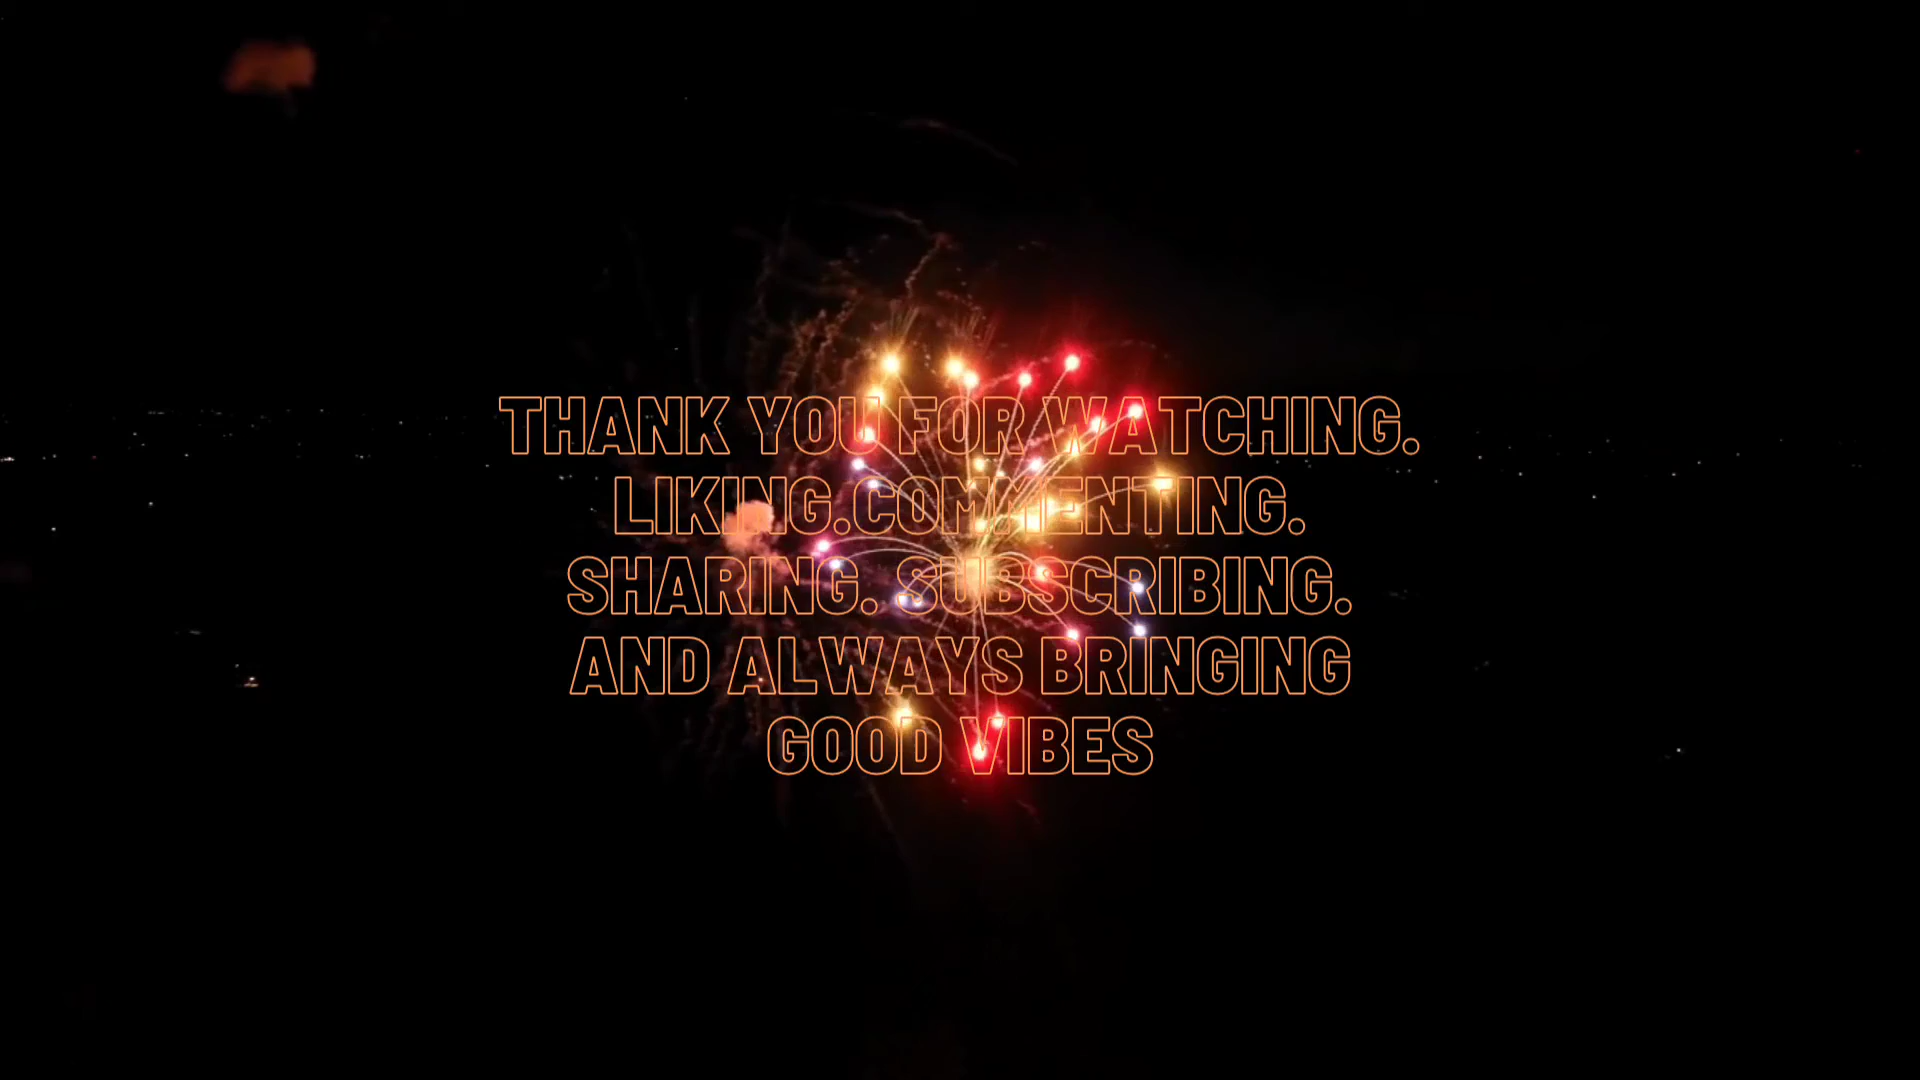 THANK YOU FOR WATCHING.
LIKING.COMMENTING.
SHARING. SUBSCRIBING.
AND ALWAYS BRINGING
GOOD VIBES